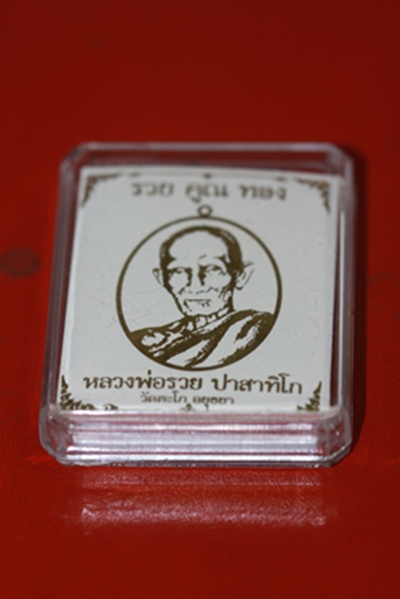 รวย คูณ ทอง
หลวงพ่อรวย ปาสาทิโก
วัดตะโก อยุธยา